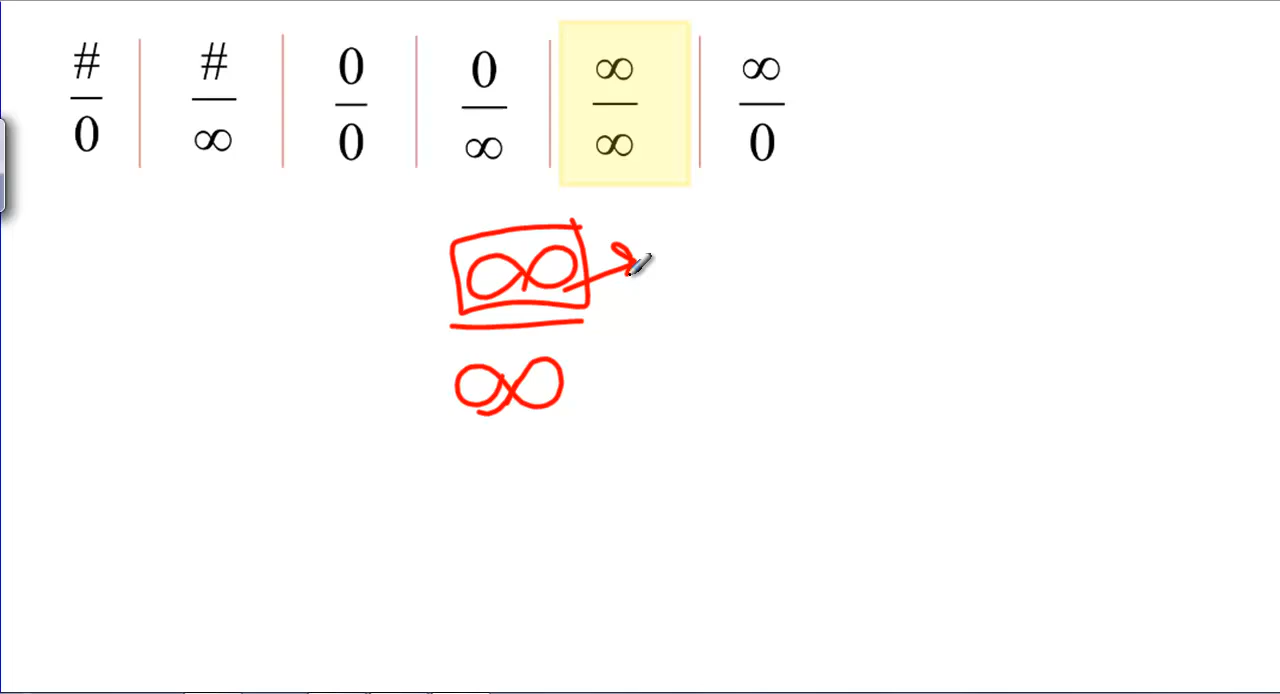 # # 0 0 ∞ ∞
0 ∞ 0 ∞ ∞ 0
∞
∞